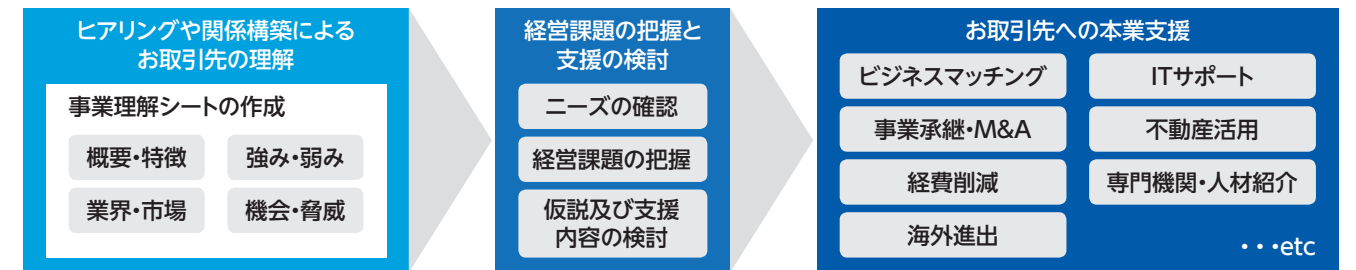 ヒアリングや関係構築による
お取引先の理解
事業理解シートの作成
概要・特徴
強み・弱み
業界・市場
機会・脅威
経営課題の把握と
支援の検討
ニーズの確認
経営課題の把握
仮説及び支援
内容の検討
お取引先への本業支援
ビジネスマッチング
ITサポート
事業承継・M&A
不動産活用
経費削減
専門機関・人材紹介
海外進出
・・・etc